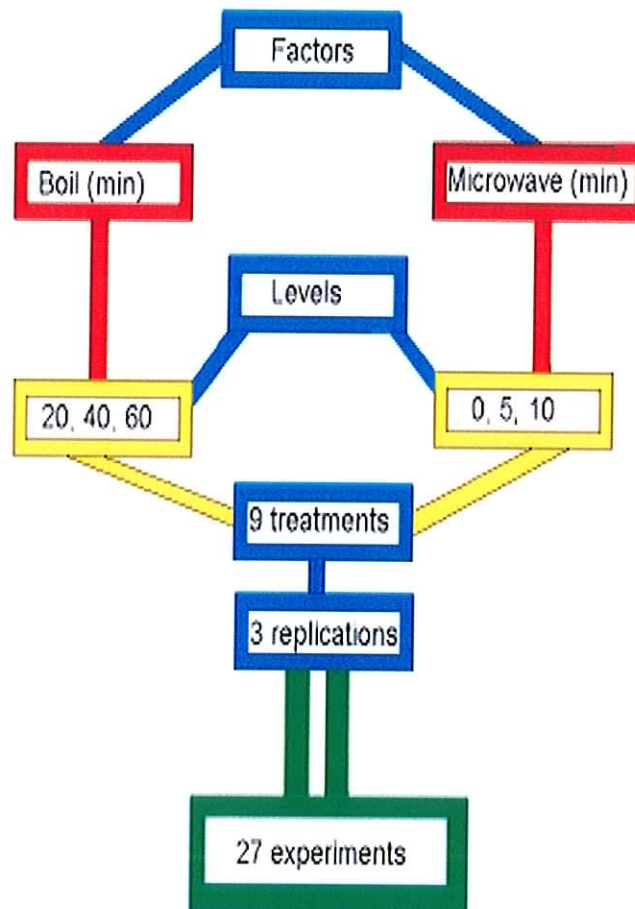 Factors
Boil (min)
Microwave (min)
Levels
20, 40, 60
0, 5, 10
9 treatments
3 replications
27 experiments